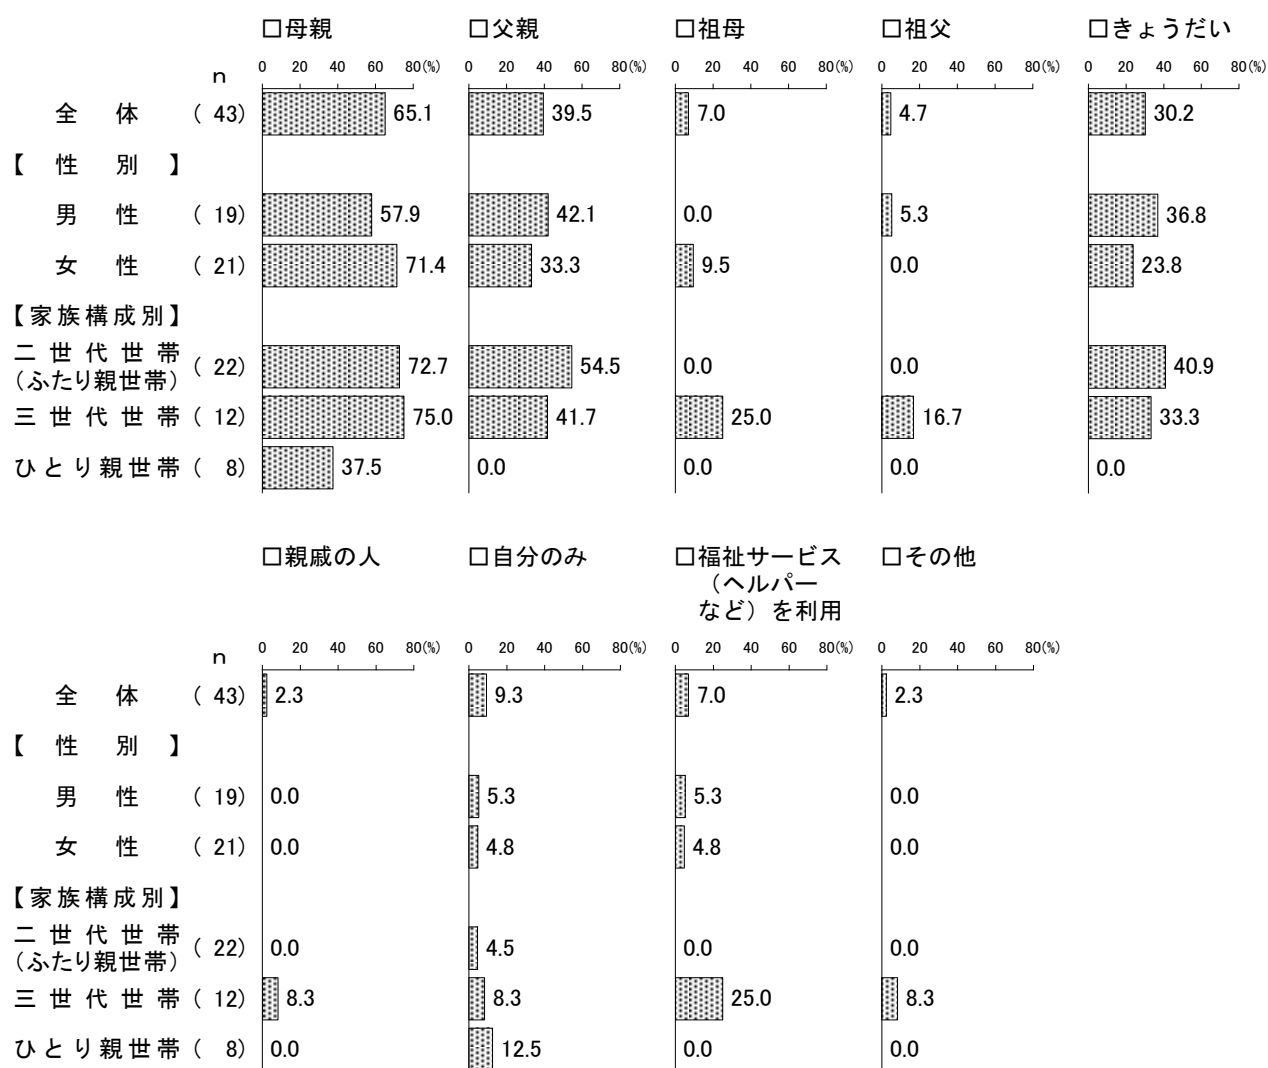 □母親 □父親 □祖母 □祖父 □きょうだい
n 0 20 40 60 80(%) 0 20 40 60 80(%) 0 20 40 60 80(%) 0 20 40 60 80(%) 0 20 40 60 80(%)
全体 (43) 65.1 39.5 7.0 4.7 30.2
【性別】
男性 (19) 57.9 42.1 0.0 5.3 36.8
女性 (21) 71.4 33.3 9.5 0.0 23.8
【家族構成別】
二世代世帯
(ふたり親世帯) (22) 72.7 54.5 0.0 0.0 40.9
三世代世帯 (12) 75.0 41.7 25.0 16.7 33.3
ひとり親世帯 (8) 37.5 0.0 0.0 0.0 0.0
□親戚の人 □自分のみ □福祉サービス □その他
（ヘルパー
など）を利用
n 0 20 40 60 80(%) 0 20 40 60 80(%) 0 20 40 60 80(%) 0 20 40 60 80(%)
全体 (43) 2.3 9.3 7.0 2.3
【性別】
男性 (19) 0.0 5.3 5.3 0.0
女性 (21) 0.0 4.8 4.8 0.0
【家族構成別】
二世代世帯
(ふたり親世帯) (22) 0.0 4.5 0.0 0.0
三世代世帯 (12) 8.3 8.3 25.0 8.3
ひとり親世帯 (8) 0.0 12.5 0.0 0.0